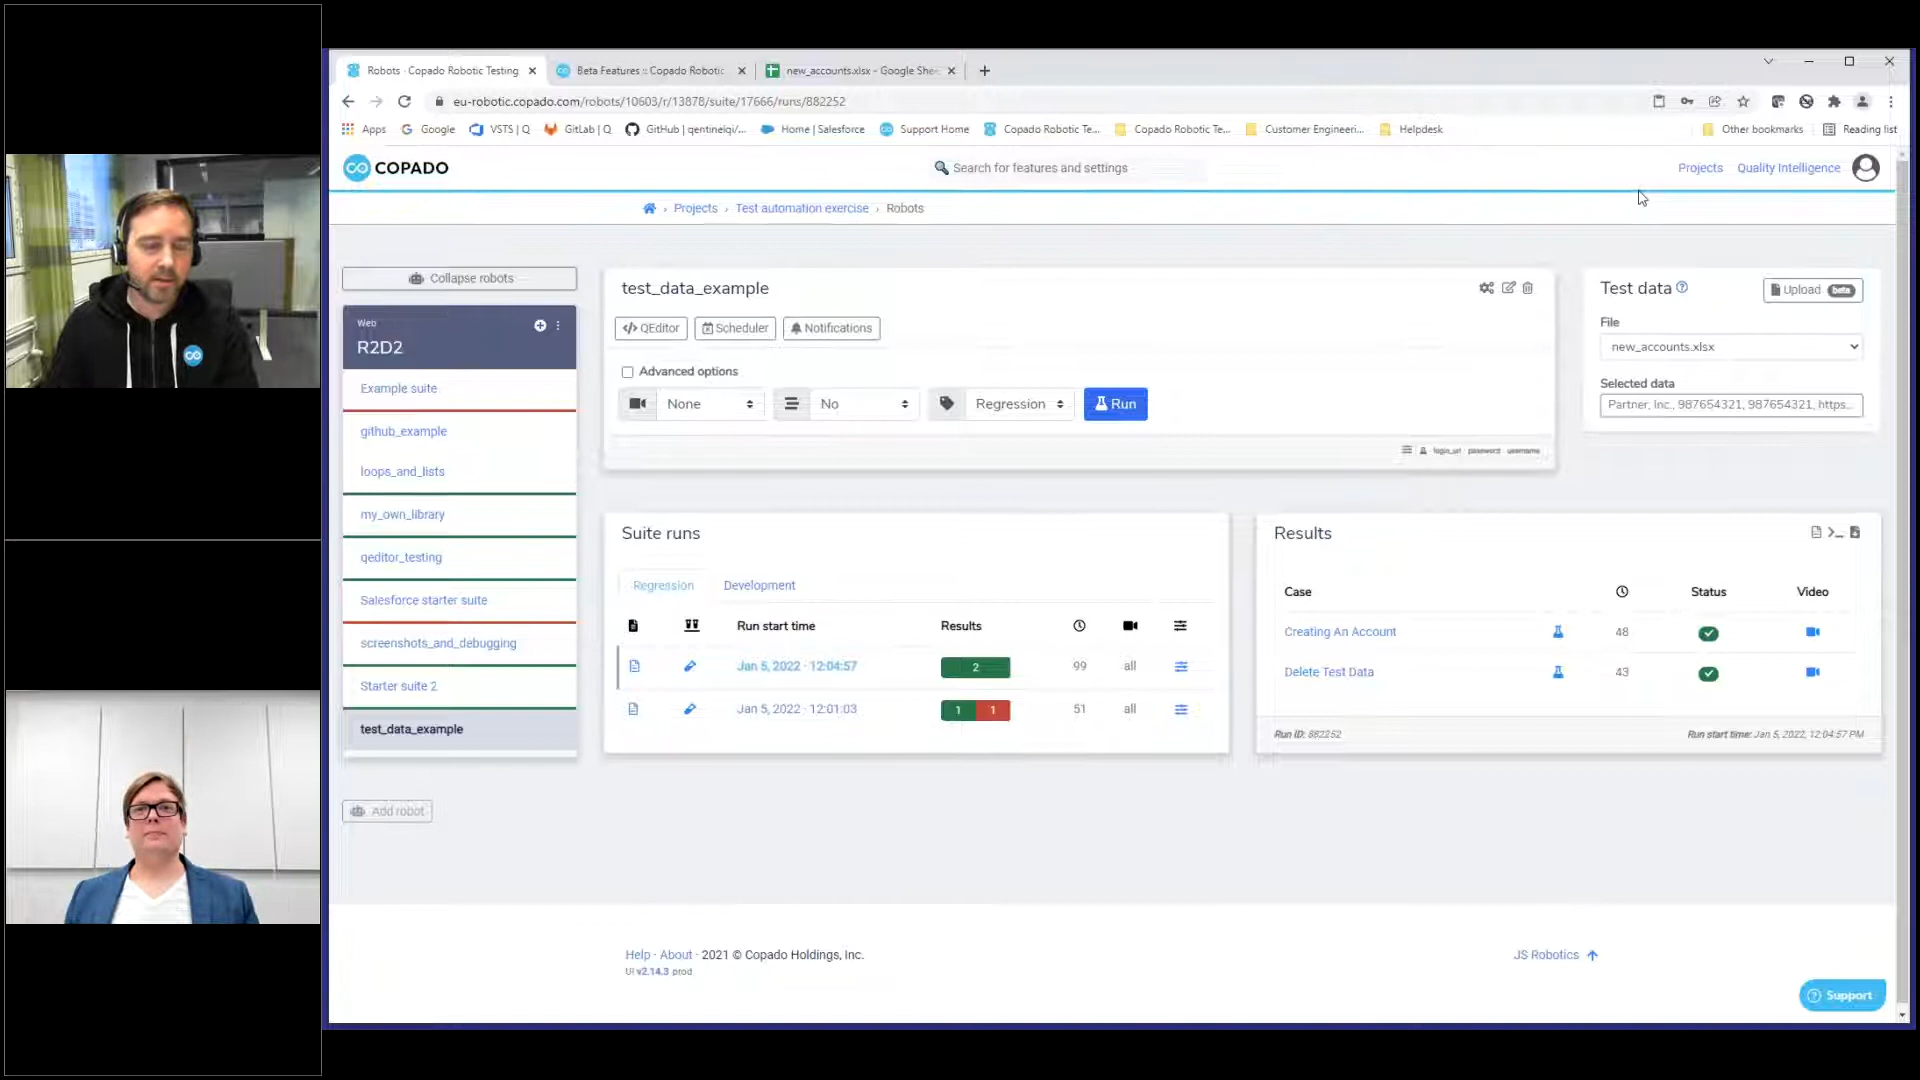 Robots · Copado Robotic Testing
Beta Features :: Copado Robotic
new_accounts.xlsx - Google She
eu-robotic.copado.com/robots/10603/r/13878/suite/17666/runs/882252
Apps
Google
VSTS | Q
GitLab | Q
GitHub | qentinelqi/...
Home | Salesforce
Support Home
Copado Robotic Te...
Copado Robotic Te...
Customer Engineeri...
Helpdesk
Other bookmarks
Reading list
COPADO
Search for features and settings
Projects
Quality Intelligence
Projects › Test automation exercise › Robots
Collapse robots
Web
R2D2
Example suite
github_example
loops_and_lists
my_own_library
qeditor_testing
Salesforce starter suite
screenshots_and_debugging
Starter suite 2
test_data_example
Add robot
test_data_example
</> QEditor
Scheduler
Notifications
Advanced options
None
No
Regression
Run
login_url password username
Test data
Upload beta
File
new_accounts.xlsx
Selected data
Partner, Inc., 987654321, 987654321, https...
Suite runs
Regression
Development
Run start time
Results
Jan 5, 2022 · 12:04:57
2
99
all
Jan 5, 2022 · 12:01:03
1
1
51
all
Results
Case
Status
Video
Creating An Account
48
Delete Test Data
43
Run ID: 882252
Run start time: Jan 5, 2022, 12:04:57 PM
Help · About · 2021 © Copado Holdings, Inc.
UI v2.14.3 prod
JS Robotics
Support